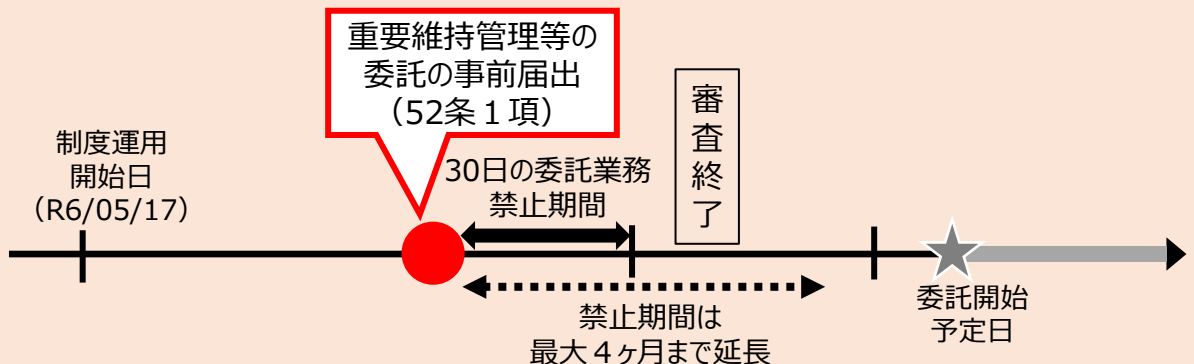 重要維持管理等の
委託の事前届出
（52条１項）
制度運用
開始日
（R6/05/17）
30日の委託業務
禁止期間
審査終了
禁止期間は
最大４ヶ月まで延長
委託開始
予定日